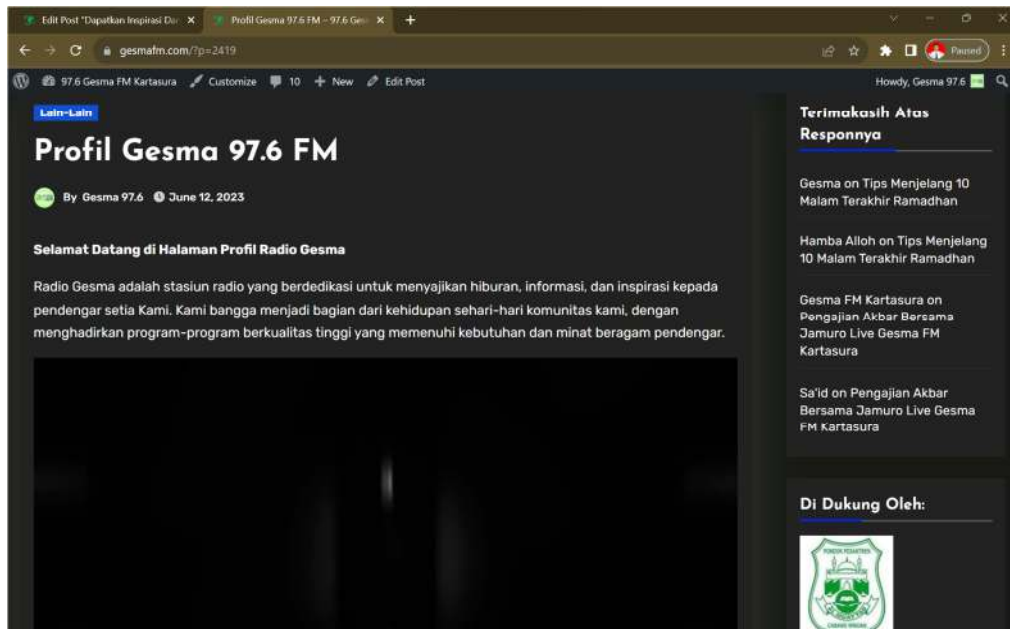 Edit Post "Dapatkan Inspirasi Dar
Profil Gesma 97.6 FM – 97.6 Ges
gesmafm.com/?p=2419
Paused
97.6 Gesma FM Kartasura Customize 10 New Edit Post
Howdy, Gesma 97.6
Lain-Lain
Profil Gesma 97.6 FM
By Gesma 97.6 June 12, 2023
Selamat Datang di Halaman Profil Radio Gesma
Radio Gesma adalah stasiun radio yang berdedikasi untuk menyajikan hiburan, informasi, dan inspirasi kepada
pendengar setia Kami. Kami bangga menjadi bagian dari kehidupan sehari-hari komunitas kami, dengan
menghadirkan program-program berkualitas tinggi yang memenuhi kebutuhan dan minat beragam pendengar.
Terimakasih Atas
Responnya
Gesma on Tips Menjelang 10
Malam Terakhir Ramadhan
Hamba Alloh on Tips Menjelang
10 Malam Terakhir Ramadhan
Gesma FM Kartasura on
Pengajian Akbar Bersama
Jamuro Live Gesma FM
Kartasura
Sa'id on Pengajian Akbar
Bersama Jamuro Live Gesma
FM Kartasura
Di Dukung Oleh:
PONDOK PESANTREN